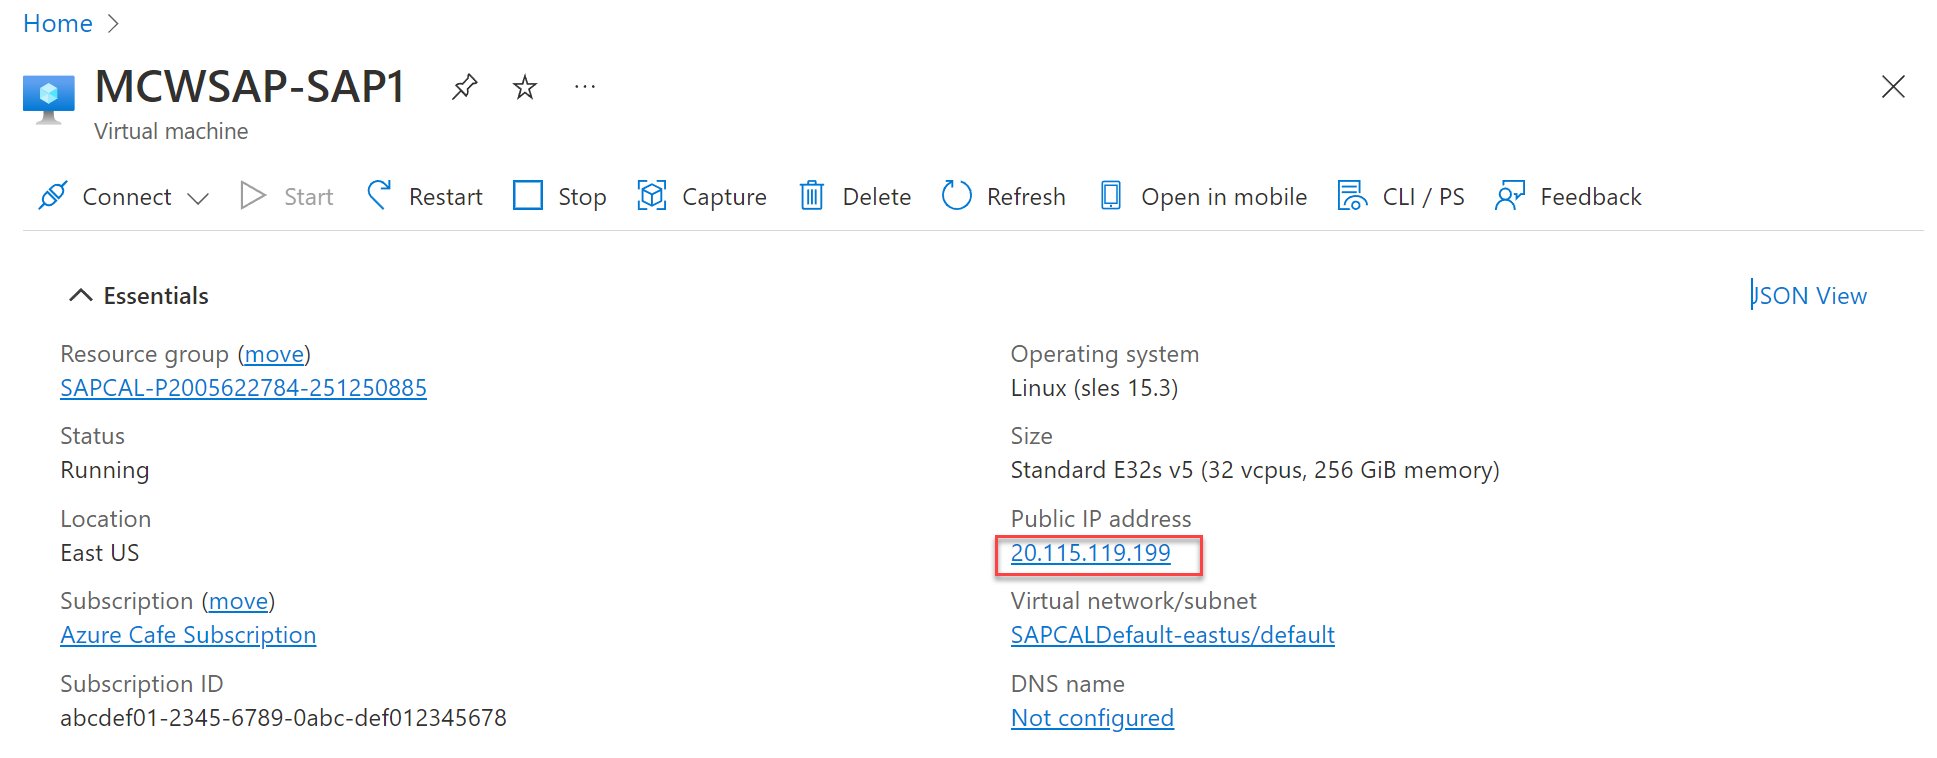 Home >
MCWSAP-SAP1 ...
Virtual machine
Connect Start Restart Stop Capture Delete Refresh Open in mobile CLI / PS Feedback
Essentials
JSON View
Resource group (move)
SAPCAL-P2005622784-251250885
Status
Running
Location
East US
Subscription (move)
Azure Cafe Subscription
Subscription ID
abcdef01-2345-6789-0abc-def012345678
Operating system
Linux (sles 15.3)
Size
Standard E32s v5 (32 vcpus, 256 GiB memory)
Public IP address
20.115.119.199
Virtual network/subnet
SAPCALDefault-eastus/default
DNS name
Not configured